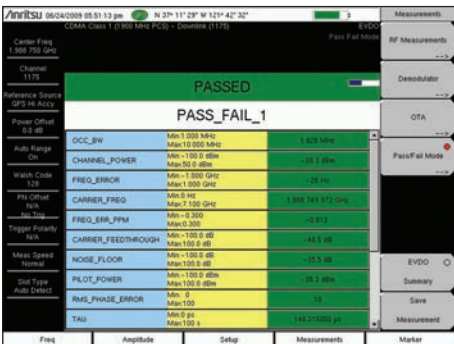 Anritsu 06/24/2009 05:51:13 pm N 37° 11' 29" W 121° 42' 32" Measurements
CDMA Class 1 (1900 MHz PCS) - Downlink (1175) EVDO
Pass Fail Mode
Center Freq
1.988 750 GHz
Channel
1175
Reference Source
GPS Hi Accy
Power Offset
0.0 dB
Auto Range
On
Walsh Code
128
PN Offset
N/A
No Trig
Trigger Polarity
N/A
Meas Speed
Normal
Slot Type
Auto Detect
PASSED
PASS_FAIL_1
OCC_BW Min:1.000 MHz
Max:10.000 MHz
CHANNEL_POWER Min:-100.0 dBm
Max:50.0 dBm
FREQ_ERROR Min:-1.000 GHz
Max:1.000 GHz
CARRIER_FREQ Min:0 Hz
Max:7.100 GHz
FREQ_ERR_PPM Min:-0.300
Max:0.300
CARRIER_FEEDTHROUGH Min:-100.0 dB
Max:100.0 dB
NOISE_FLOOR Min:-100.0 dB
Max:100.0 dB
PILOT_POWER Min:-100.0 dBm
Max:100.0 dBm
RMS_PHASE_ERROR Min: 0
Max:100
TAU Min:0 ps
Max:100 s
RF Measurements
-->
Demodulator
-->
OTA
-->
Pass/Fail Mode
-->
EVDO
Summary
Save
Measurement
Freq Amplitude Setup Measurements Marker